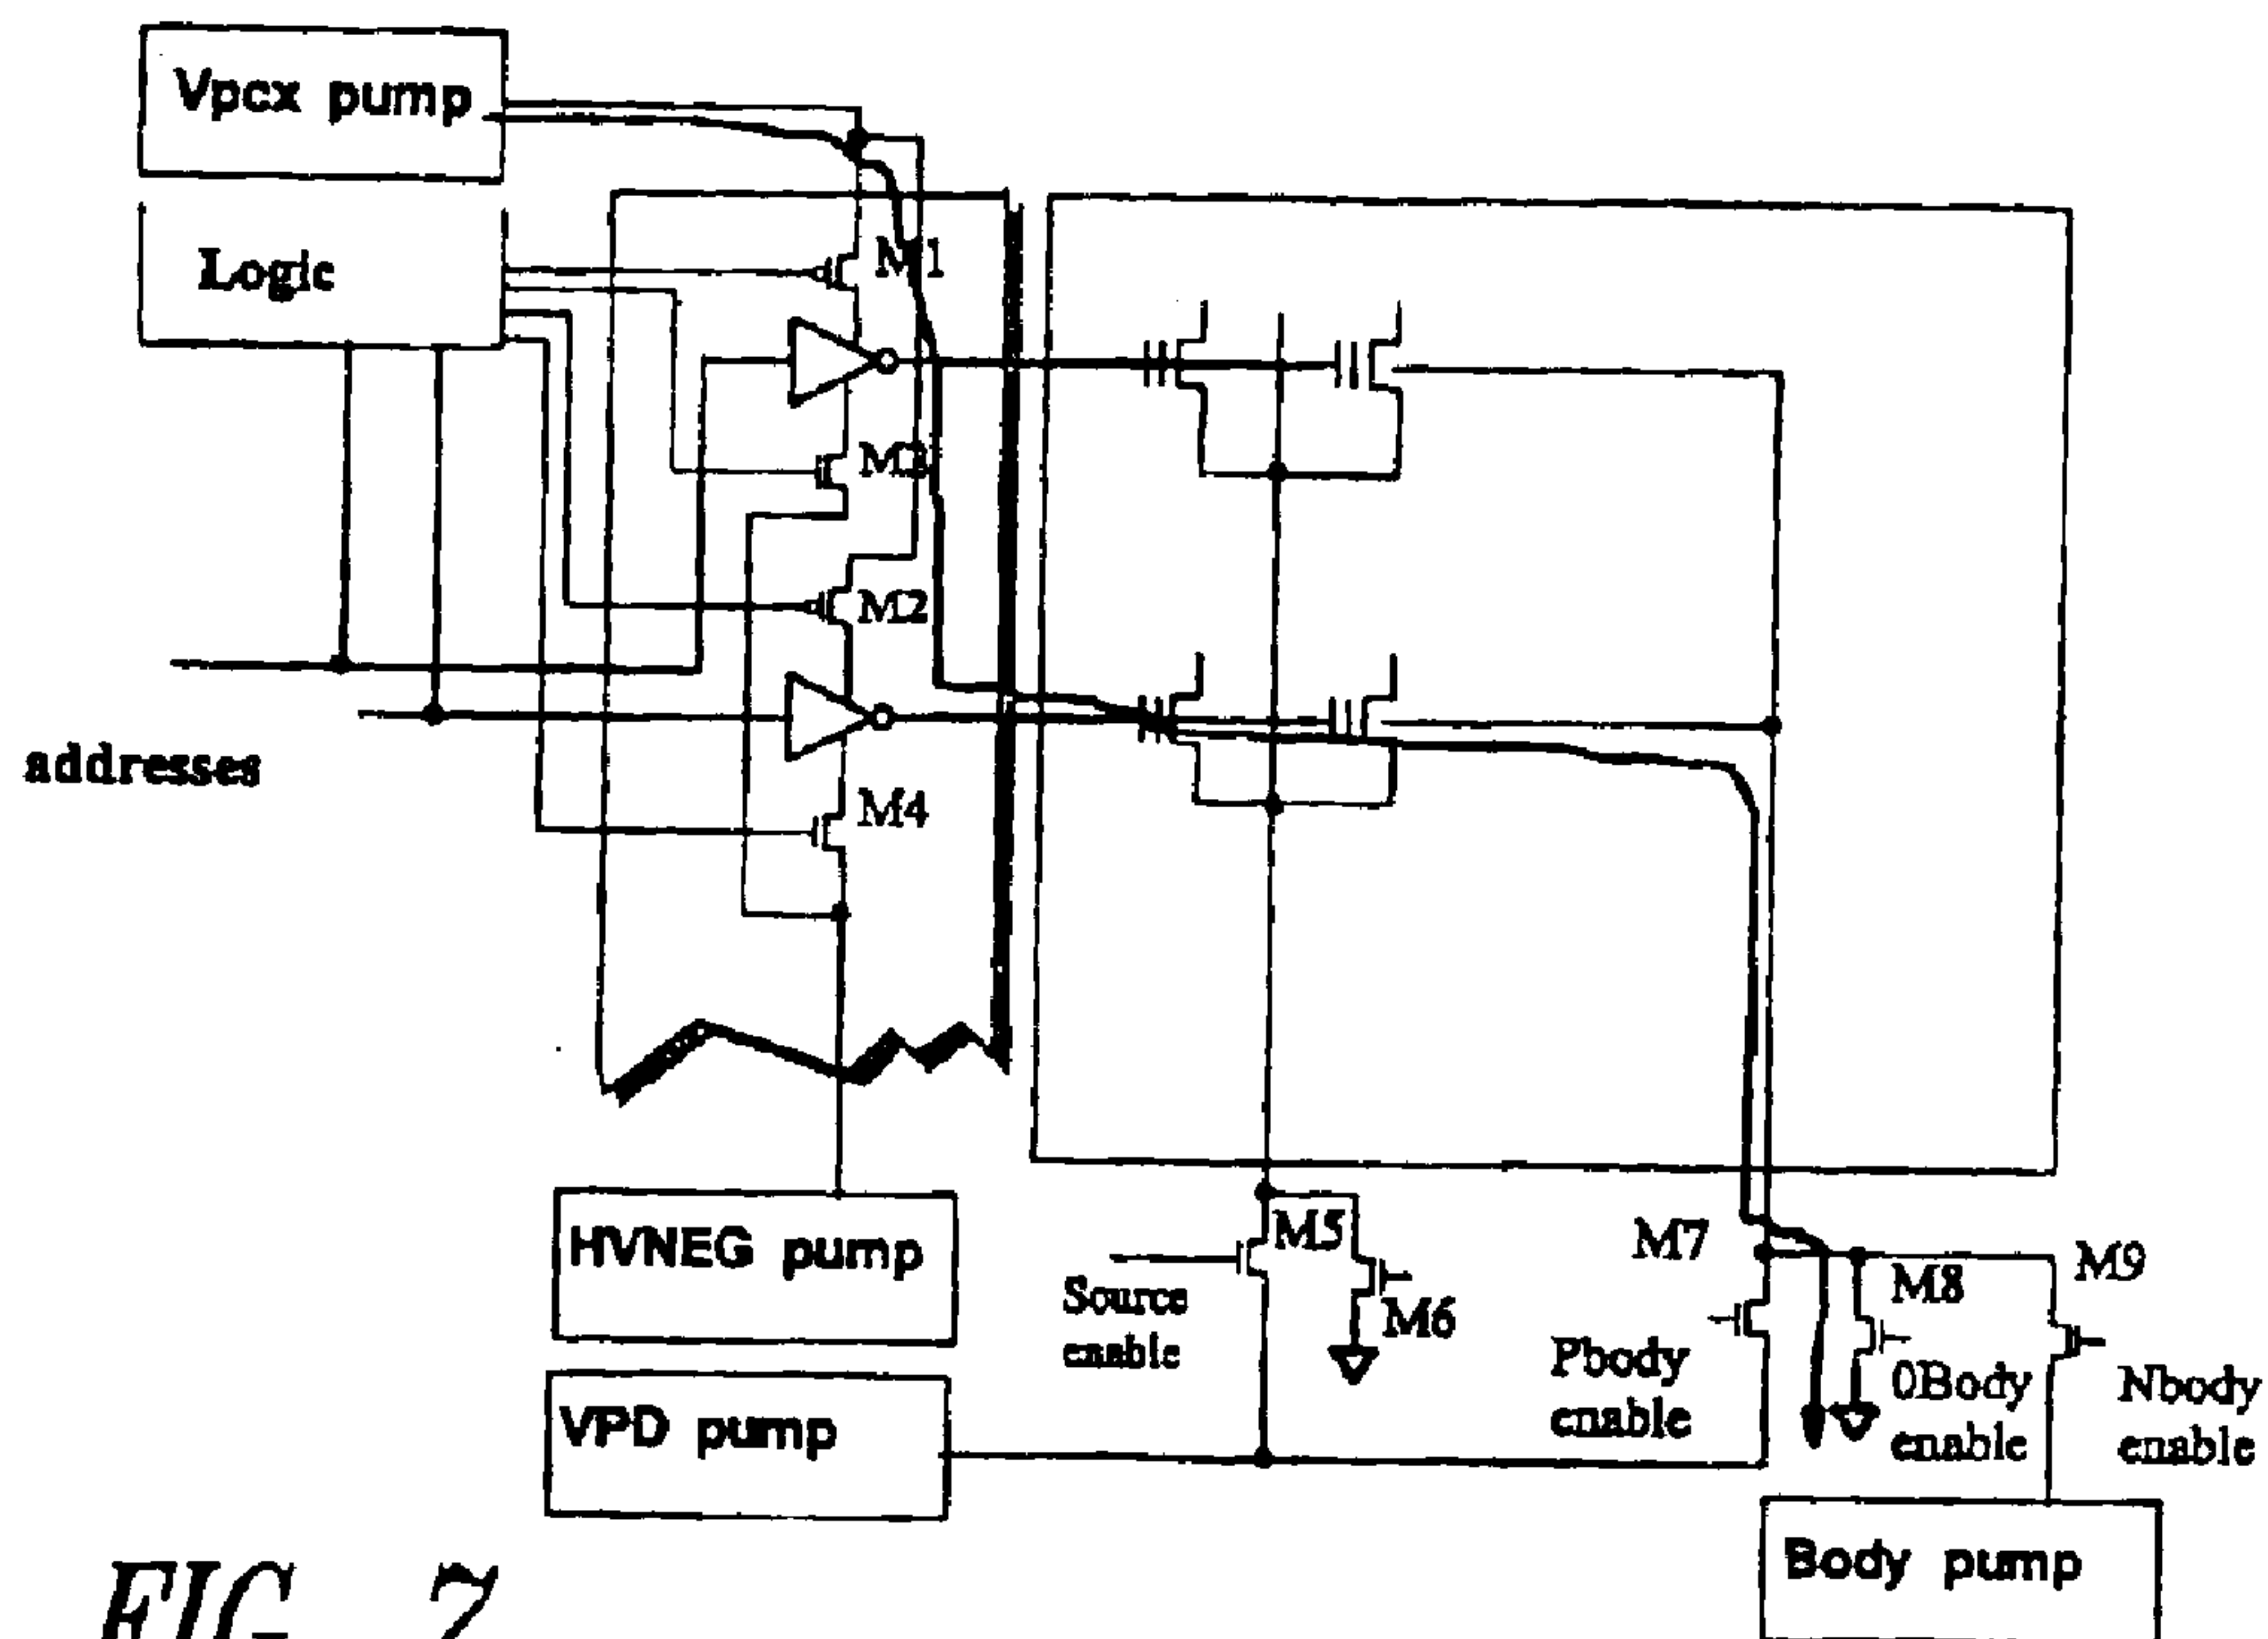 Vpcx pump
Logic
M1
M3
M2
addresses
M4
HVNEG pump
M5
M6
Source
enable
M7
M8
M9
Pbody
enable
0Body
enable
Nbody
enable
VPD pump
Body pump
FIG. 7